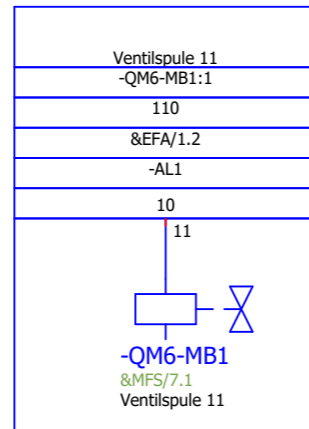 Ventilspule 11
-QM6-MB1:1
110
&EFA/1.2
-AL1
10
11
-QM6-MB1
&MFS/7.1
Ventilspule 11